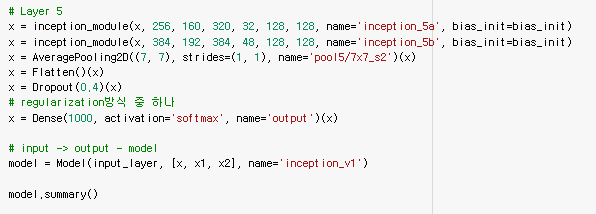 # Layer 5
x = inception_module(x, 256, 160, 320, 32, 128, 128, name='inception_5a', bias_init=bias_init)
x = inception_module(x, 384, 192, 384, 48, 128, 128, name='inception_5b', bias_init=bias_init)
x = AveragePooling2D((7, 7), strides=(1, 1), name='pool5/7x7_s2')(x)
x = Flatten()(x)
x = Dropout(0.4)(x)
# regularization방식 중 하나
x = Dense(1000, activation='softmax', name='output')(x)
# input -> output - model
model = Model(input_layer, [x, x1, x2], name='inception_v1')
model.summary()